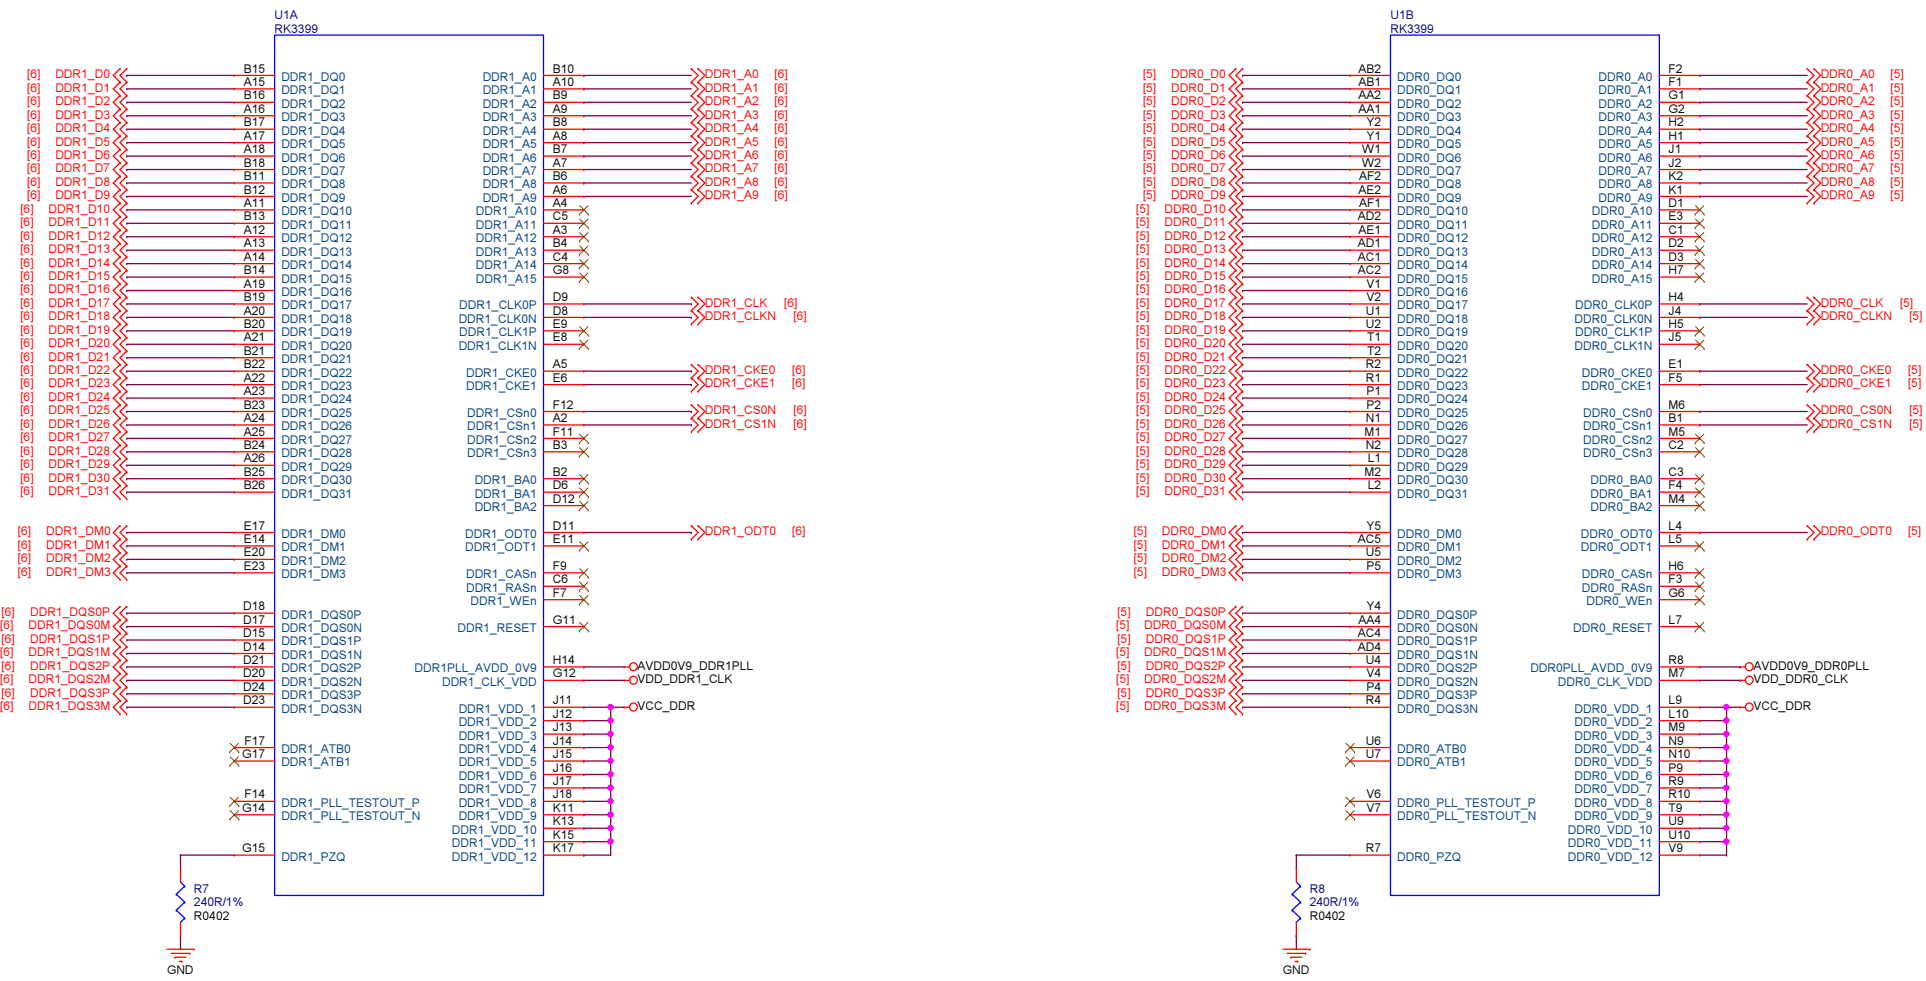 U1A
RK3399
[6] DDR1_D0 B15 DDR1_DQ0 DDR1_A0 B10 DDR1_A0 [6]
[6] DDR1_D1 A15 DDR1_DQ1 DDR1_A1 A10 DDR1_A1 [6]
[6] DDR1_D2 B16 DDR1_DQ2 DDR1_A2 B9 DDR1_A2 [6]
[6] DDR1_D3 A16 DDR1_DQ3 DDR1_A3 A9 DDR1_A3 [6]
[6] DDR1_D4 B17 DDR1_DQ4 DDR1_A4 B8 DDR1_A4 [6]
[6] DDR1_D5 A17 DDR1_DQ5 DDR1_A5 A8 DDR1_A5 [6]
[6] DDR1_D6 A18 DDR1_DQ6 DDR1_A6 B7 DDR1_A6 [6]
[6] DDR1_D7 B18 DDR1_DQ7 DDR1_A7 A7 DDR1_A7 [6]
[6] DDR1_D8 B11 DDR1_DQ8 DDR1_A8 B6 DDR1_A8 [6]
[6] DDR1_D9 B12 DDR1_DQ9 DDR1_A9 A6 DDR1_A9 [6]
[6] DDR1_D10 A11 DDR1_DQ10 DDR1_A10 A4
[6] DDR1_D11 B13 DDR1_DQ11 DDR1_A11 C5
[6] DDR1_D12 A12 DDR1_DQ12 DDR1_A12 A3
[6] DDR1_D13 A13 DDR1_DQ13 DDR1_A13 B4
[6] DDR1_D14 A14 DDR1_DQ14 DDR1_A14 C4
[6] DDR1_D15 B14 DDR1_DQ15 DDR1_A15 G8
[6] DDR1_D16 A19 DDR1_DQ16
[6] DDR1_D17 B19 DDR1_DQ17 DDR1_CLK0P D9 DDR1_CLK [6]
[6] DDR1_D18 A20 DDR1_DQ18 DDR1_CLK0N D8 DDR1_CLKN [6]
[6] DDR1_D19 B20 DDR1_DQ19 DDR1_CLK1P E9
[6] DDR1_D20 A21 DDR1_DQ20 DDR1_CLK1N E8
[6] DDR1_D21 B21 DDR1_DQ21
[6] DDR1_D22 B22 DDR1_DQ22 DDR1_CKE0 A5 DDR1_CKE0 [6]
[6] DDR1_D23 A22 DDR1_DQ23 DDR1_CKE1 E6 DDR1_CKE1 [6]
[6] DDR1_D24 A23 DDR1_DQ24
[6] DDR1_D25 B23 DDR1_DQ25 DDR1_CSn0 F12 DDR1_CS0N [6]
[6] DDR1_D26 A24 DDR1_DQ26 DDR1_CSn1 A2 DDR1_CS1N [6]
[6] DDR1_D27 A25 DDR1_DQ27 DDR1_CSn2 F11
[6] DDR1_D28 B24 DDR1_DQ28 DDR1_CSn3 B3
[6] DDR1_D29 A26 DDR1_DQ29
[6] DDR1_D30 B25 DDR1_DQ30 DDR1_BA0 B2
[6] DDR1_D31 B26 DDR1_DQ31 DDR1_BA1 D6
DDR1_BA2 D12
[6] DDR1_DM0 E17 DDR1_DM0 DDR1_ODT0 D11 DDR1_ODT0 [6]
[6] DDR1_DM1 E14 DDR1_DM1 DDR1_ODT1 E11
[6] DDR1_DM2 E20 DDR1_DM2
[6] DDR1_DM3 E23 DDR1_DM3 DDR1_CASn F9
DDR1_RASn C6
DDR1_WEn F7
[6] DDR1_DQS0P D18 DDR1_DQS0P
[6] DDR1_DQS0M D17 DDR1_DQS0N DDR1_RESET G11
[6] DDR1_DQS1P D15 DDR1_DQS1P
[6] DDR1_DQS1M D14 DDR1_DQS1N
[6] DDR1_DQS2P D21 DDR1_DQS2P DDR1PLL_AVDD_0V9 H14 AVDD0V9_DDR1PLL
[6] DDR1_DQS2M D20 DDR1_DQS2N DDR1_CLK_VDD G12 VDD_DDR1_CLK
[6] DDR1_DQS3P D24 DDR1_DQS3P
[6] DDR1_DQS3M D23 DDR1_DQS3N DDR1_VDD_1 J11 VCC_DDR
DDR1_VDD_2 J12
DDR1_VDD_3 J13
F17 DDR1_ATB0 DDR1_VDD_4 J14
G17 DDR1_ATB1 DDR1_VDD_5 J15
DDR1_VDD_6 J16
DDR1_VDD_7 J17
F14 DDR1_PLL_TESTOUT_P DDR1_VDD_8 J18
G14 DDR1_PLL_TESTOUT_N DDR1_VDD_9 K11
DDR1_VDD_10 K13
DDR1_VDD_11 K15
G15 DDR1_PZQ DDR1_VDD_12 K17
R7
240R/1%
R0402
GND
U1B
RK3399
[5] DDR0_D0 AB2 DDR0_DQ0 DDR0_A0 F2 DDR0_A0 [5]
[5] DDR0_D1 AB1 DDR0_DQ1 DDR0_A1 F1 DDR0_A1 [5]
[5] DDR0_D2 AA2 DDR0_DQ2 DDR0_A2 G1 DDR0_A2 [5]
[5] DDR0_D3 AA1 DDR0_DQ3 DDR0_A3 G2 DDR0_A3 [5]
[5] DDR0_D4 Y2 DDR0_DQ4 DDR0_A4 H2 DDR0_A4 [5]
[5] DDR0_D5 Y1 DDR0_DQ5 DDR0_A5 H1 DDR0_A5 [5]
[5] DDR0_D6 W1 DDR0_DQ6 DDR0_A6 J1 DDR0_A6 [5]
[5] DDR0_D7 W2 DDR0_DQ7 DDR0_A7 J2 DDR0_A7 [5]
[5] DDR0_D8 AF2 DDR0_DQ8 DDR0_A8 K2 DDR0_A8 [5]
[5] DDR0_D9 AE2 DDR0_DQ9 DDR0_A9 K1 DDR0_A9 [5]
[5] DDR0_D10 AF1 DDR0_DQ10 DDR0_A10 D1
[5] DDR0_D11 AD2 DDR0_DQ11 DDR0_A11 E3
[5] DDR0_D12 AE1 DDR0_DQ12 DDR0_A12 C1
[5] DDR0_D13 AD1 DDR0_DQ13 DDR0_A13 D2
[5] DDR0_D14 AC1 DDR0_DQ14 DDR0_A14 D3
[5] DDR0_D15 AC2 DDR0_DQ15 DDR0_A15 H7
[5] DDR0_D16 V1 DDR0_DQ16
[5] DDR0_D17 V2 DDR0_DQ17 DDR0_CLK0P H4 DDR0_CLK [5]
[5] DDR0_D18 U1 DDR0_DQ18 DDR0_CLK0N J4 DDR0_CLKN [5]
[5] DDR0_D19 U2 DDR0_DQ19 DDR0_CLK1P H5
[5] DDR0_D20 T1 DDR0_DQ20 DDR0_CLK1N J5
[5] DDR0_D21 T2 DDR0_DQ21
[5] DDR0_D22 R2 DDR0_DQ22 DDR0_CKE0 E1 DDR0_CKE0 [5]
[5] DDR0_D23 R1 DDR0_DQ23 DDR0_CKE1 F5 DDR0_CKE1 [5]
[5] DDR0_D24 P1 DDR0_DQ24
[5] DDR0_D25 P2 DDR0_DQ25 DDR0_CSn0 M6 DDR0_CS0N [5]
[5] DDR0_D26 N1 DDR0_DQ26 DDR0_CSn1 B1 DDR0_CS1N [5]
[5] DDR0_D27 M1 DDR0_DQ27 DDR0_CSn2 M5
[5] DDR0_D28 N2 DDR0_DQ28 DDR0_CSn3 C2
[5] DDR0_D29 L1 DDR0_DQ29
[5] DDR0_D30 M2 DDR0_DQ30 DDR0_BA0 C3
[5] DDR0_D31 L2 DDR0_DQ31 DDR0_BA1 F4
DDR0_BA2 M4
[5] DDR0_DM0 Y5 DDR0_DM0 DDR0_ODT0 L4 DDR0_ODT0 [5]
[5] DDR0_DM1 AC5 DDR0_DM1 DDR0_ODT1 L5
[5] DDR0_DM2 U5 DDR0_DM2
[5] DDR0_DM3 P5 DDR0_DM3 DDR0_CASn H6
DDR0_RASn F3
DDR0_WEn G6
[5] DDR0_DQS0P Y4 DDR0_DQS0P
[5] DDR0_DQS0M AA4 DDR0_DQS0N DDR0_RESET L7
[5] DDR0_DQS1P AC4 DDR0_DQS1P
[5] DDR0_DQS1M AD4 DDR0_DQS1N
[5] DDR0_DQS2P U4 DDR0_DQS2P DDR0PLL_AVDD_0V9 R8 AVDD0V9_DDR0PLL
[5] DDR0_DQS2M V4 DDR0_DQS2N DDR0_CLK_VDD M7 VDD_DDR0_CLK
[5] DDR0_DQS3P P4 DDR0_DQS3P
[5] DDR0_DQS3M R4 DDR0_DQS3N DDR0_VDD_1 L9 VCC_DDR
DDR0_VDD_2 L10
DDR0_VDD_3 M9
U6 DDR0_ATB0 DDR0_VDD_4 N9
U7 DDR0_ATB1 DDR0_VDD_5 N10
DDR0_VDD_6 P9
DDR0_VDD_7 R9
V6 DDR0_PLL_TESTOUT_P DDR0_VDD_8 R10
V7 DDR0_PLL_TESTOUT_N DDR0_VDD_9 T9
DDR0_VDD_10 U9
DDR0_VDD_11 U10
R7 DDR0_PZQ DDR0_VDD_12 V9
R8
240R/1%
R0402
GND